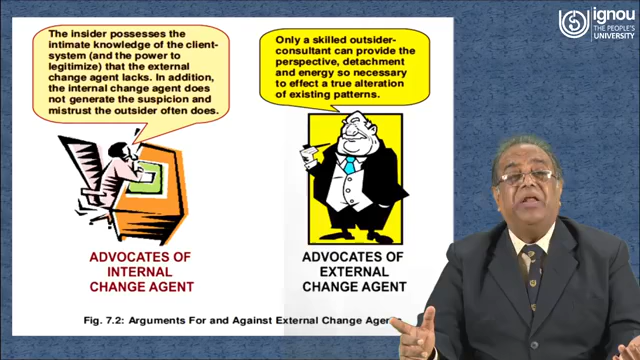 The insider possesses the
intimate knowledge of the client-
system (and the power to
legitimize) that the external
change agent lacks. In addition,
the internal change agent does
not generate the suspicion and
mistrust the outsider often does.
Only a skilled outsider-
consultant can provide the
perspective, detachment
and energy so necessary
to effect a true alteration
of existing patterns.
ADVOCATES OF
INTERNAL
CHANGE AGENT
ADVOCATES OF
EXTERNAL
CHANGE AGENT
Fig. 7.2: Arguments For and Against External Change
ignou
THE PEOPLE'S
UNIVERSITY